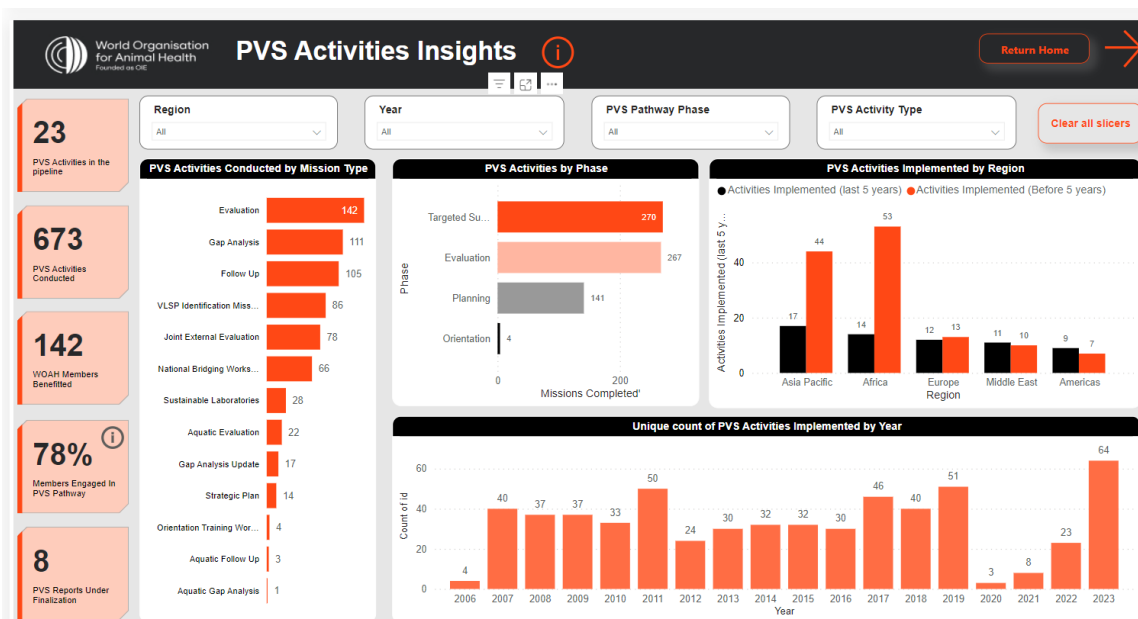 World Organisation
for Animal Health
Founded as OIE
PVS Activities Insights
i
Return Home
Region
All
Year
All
PVS Pathway Phase
All
PVS Activity Type
All
Clear all slicers
23
PVS Activities in the
pipeline
673
PVS Activities
Conducted
142
WOAH Members
Benefitted
78%
i
Members Engaged In
PVS Pathway
8
PVS Reports Under
Finalization
PVS Activities Conducted by Mission Type
Evaluation 142
Gap Analysis 111
Follow Up 105
VLSP Identification Miss... 86
Joint External Evaluation 78
National Bridging Works... 66
Sustainable Laboratories 28
Aquatic Evaluation 22
Gap Analysis Update 17
Strategic Plan 14
Orientation Training Wor... 4
Aquatic Follow Up 3
Aquatic Gap Analysis 1
PVS Activities by Phase
Phase
Targeted Su... 270
Evaluation 267
Planning 141
Orientation 4
0 200
Missions Completed'
PVS Activities Implemented by Region
Activities Implemented (last 5 years) Activities Implemented (Before 5 years)
Activities Implemented (last 5 y...
40
20
0
17 44 14 53 12 13 11 10 9 7
Asia Pacific Africa Europe Middle East Americas
Region
Unique count of PVS Activities Implemented by Year
Count of id
60
40
20
0
4 40 37 37 33 50 24 30 32 32 30 46 40 51 3 8 23 64
2006 2007 2008 2009 2010 2011 2012 2013 2014 2015 2016 2017 2018 2019 2020 2021 2022 2023
Year